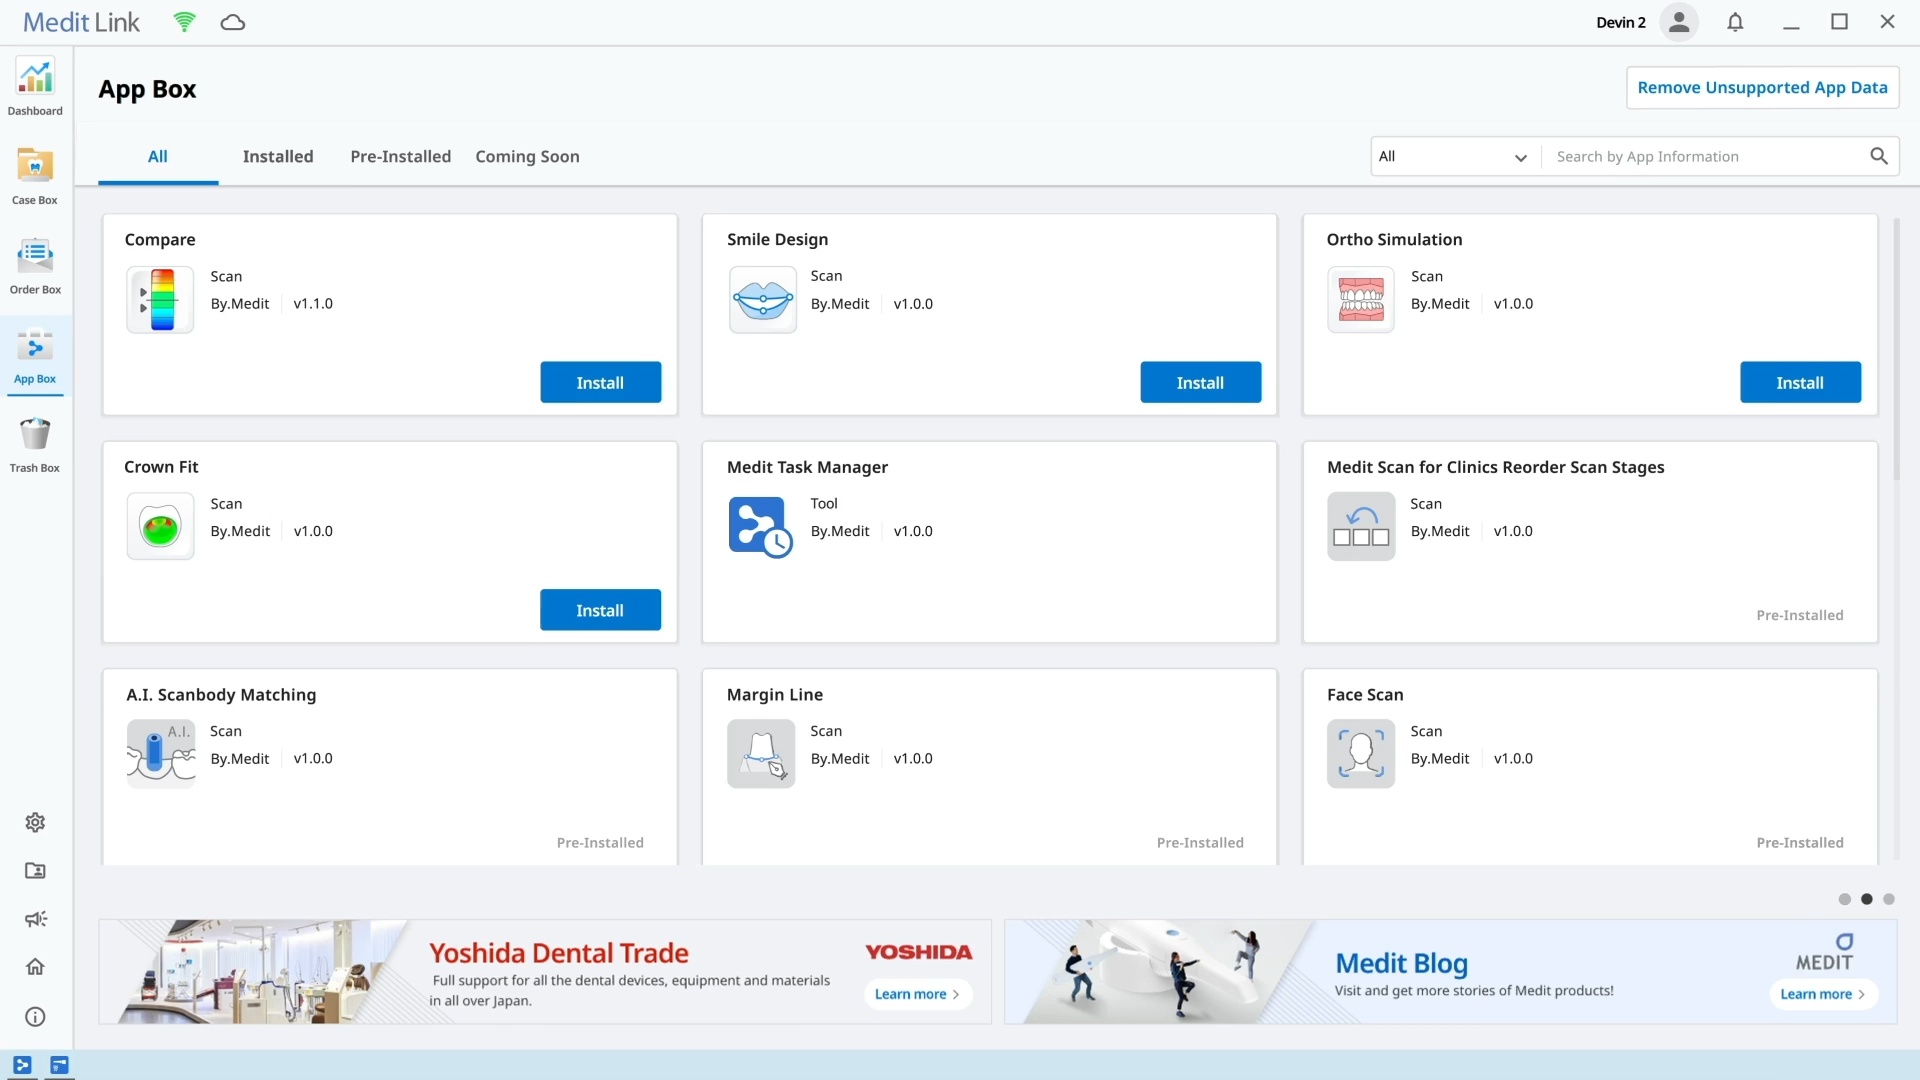 Medit Link
Devin 2
Dashboard
Case Box
Order Box
App Box
Trash Box
App Box
Remove Unsupported App Data
All
Installed
Pre-Installed
Coming Soon
All
Search by App Information
Compare
Scan
By.Medit
v1.1.0
Install
Smile Design
Scan
By.Medit
v1.0.0
Install
Ortho Simulation
Scan
By.Medit
v1.0.0
Install
Crown Fit
Scan
By.Medit
v1.0.0
Install
Medit Task Manager
Tool
By.Medit
v1.0.0
Medit Scan for Clinics Reorder Scan Stages
Scan
By.Medit
v1.0.0
Pre-Installed
A.I. Scanbody Matching
A.I.
Scan
By.Medit
v1.0.0
Pre-Installed
Margin Line
Scan
By.Medit
v1.0.0
Pre-Installed
Face Scan
Scan
By.Medit
v1.0.0
Pre-Installed
Yoshida Dental Trade
Full support for all the dental devices, equipment and materials
in all over Japan.
YOSHIDA
Learn more >
Medit Blog
Visit and get more stories of Medit products!
MEDIT
Learn more >